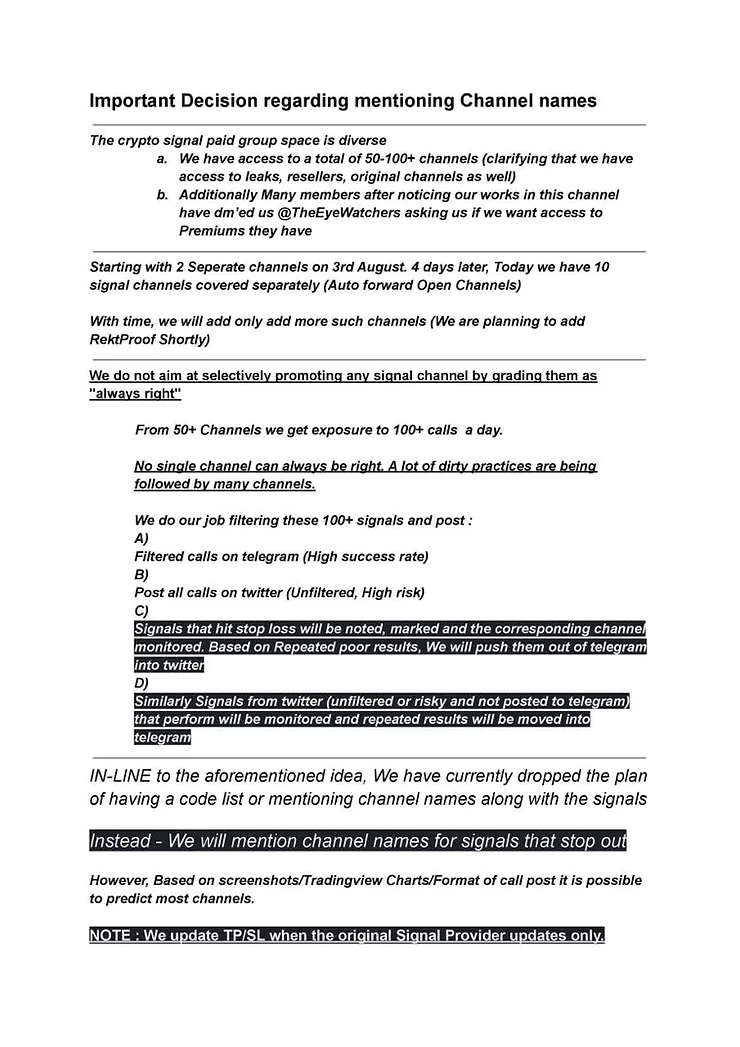 Important Decision regarding mentioning Channel names
The crypto signal paid group space is diverse
a. We have access to a total of 50-100+ channels (clarifying that we have
access to leaks, resellers, original channels as well)
b. Additionally Many members after noticing our works in this channel
have dm'ed us @TheEyeWatchers asking us if we want access to
Premiums they have
Starting with 2 Seperate channels on 3rd August. 4 days later, Today we have 10
signal channels covered separately (Auto forward Open Channels)
With time, we will add only add more such channels (We are planning to add
RektProof Shortly)
We do not aim at selectively promoting any signal channel by grading them as
"always right"
From 50+ Channels we get exposure to 100+ calls a day.
No single channel can always be right. A lot of dirty practices are being
followed by many channels.
We do our job filtering these 100+ signals and post :
A)
Filtered calls on telegram (High success rate)
B)
Post all calls on twitter (Unfiltered, High risk)
C)
Signals that hit stop loss will be noted, marked and the corresponding channel
monitored. Based on Repeated poor results, We will push them out of telegram
into twitter
D)
Similarly Signals from twitter (unfiltered or risky and not posted to telegram)
that perform will be monitored and repeated results will be moved into
telegram
IN-LINE to the aforementioned idea, We have currently dropped the plan
of having a code list or mentioning channel names along with the signals
Instead - We will mention channel names for signals that stop out
However, Based on screenshots/Tradingview Charts/Format of call post it is possible
to predict most channels.
NOTE : We update TP/SL when the original Signal Provider updates only.